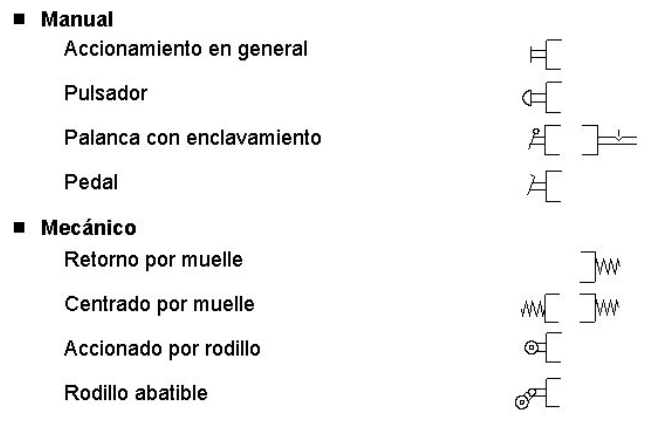 Manual
Accionamiento en general
Pulsador
Palanca con enclavamiento
Pedal
Mecánico
Retorno por muelle
Centrado por muelle
Accionado por rodillo
Rodillo abatible